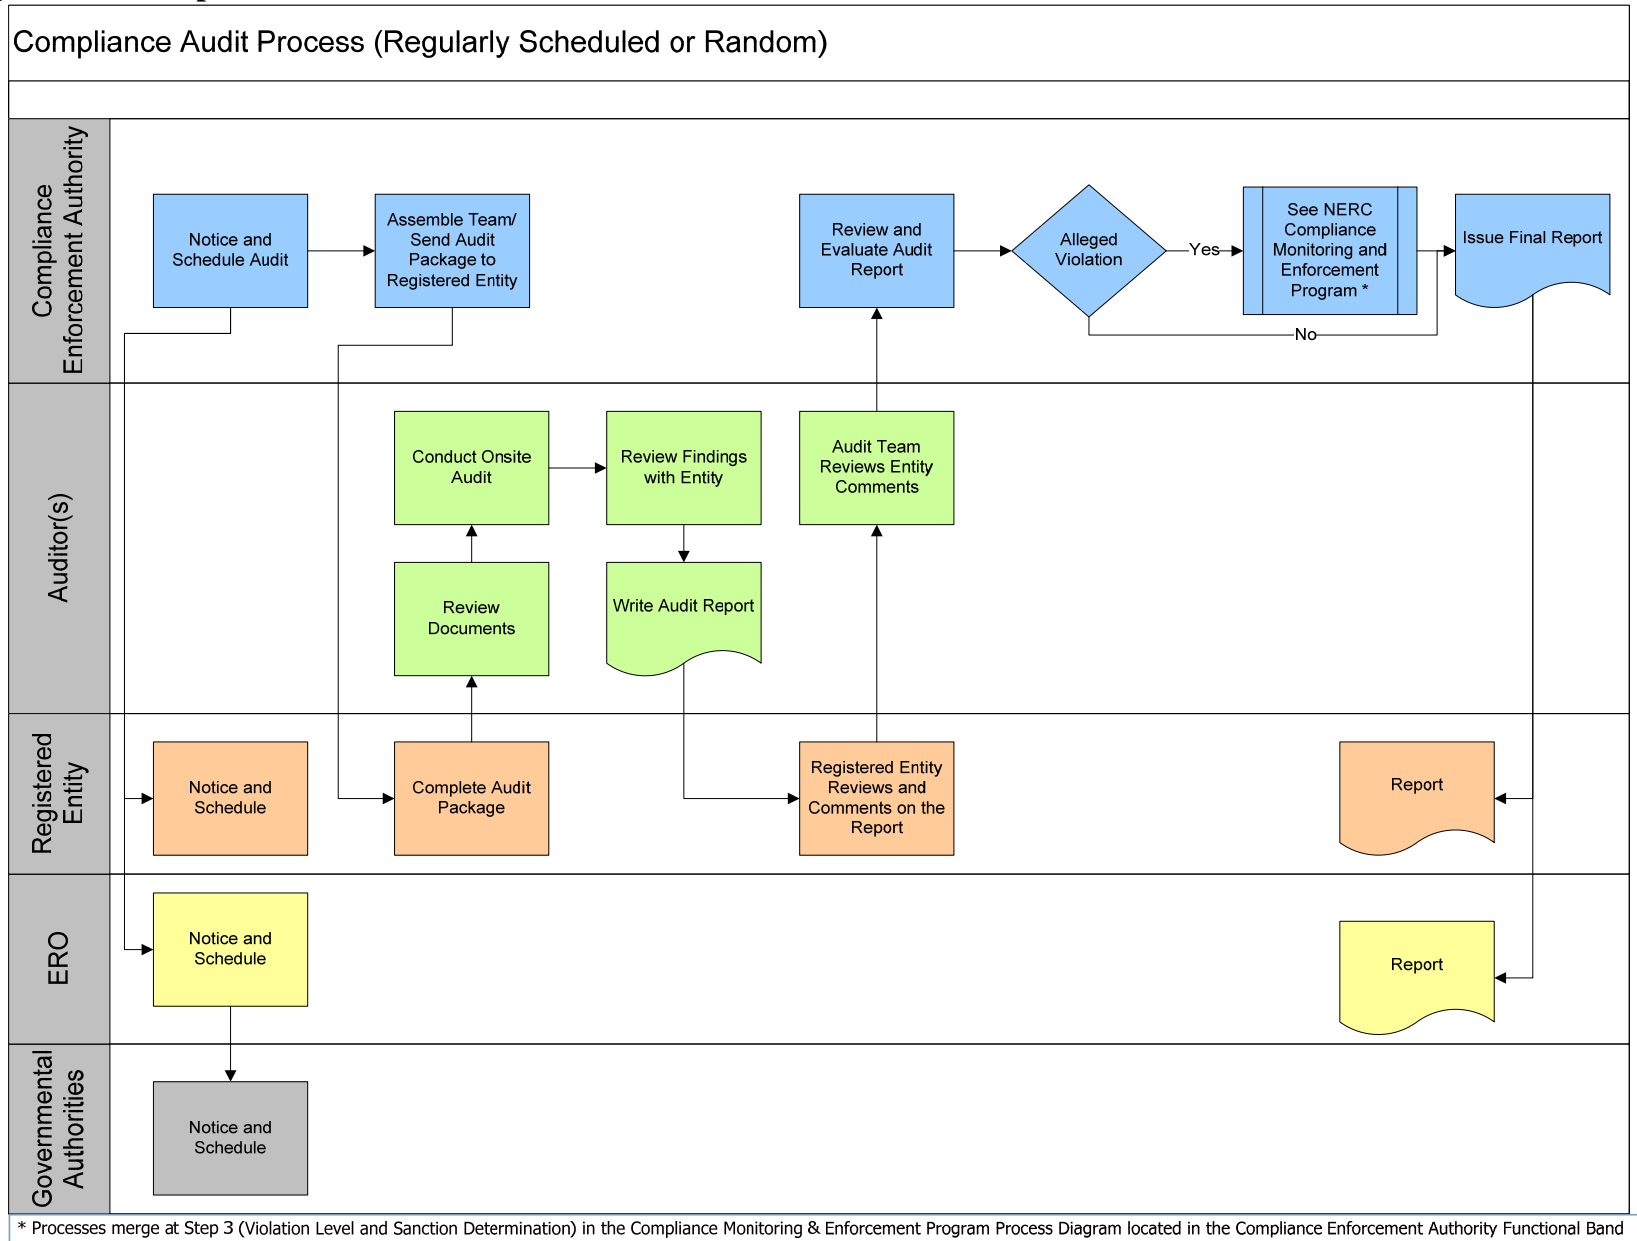 Compliance Audit Process (Regularly Scheduled or Random)
Compliance
Enforcement Authority
Notice and
Schedule Audit
Assemble Team/
Send Audit
Package to
Registered Entity
Review and
Evaluate Audit
Report
Alleged
Violation
Yes
No
See NERC
Compliance
Monitoring and
Enforcement
Program *
Issue Final Report
Auditor(s)
Conduct Onsite
Audit
Review Findings
with Entity
Audit Team
Reviews Entity
Comments
Review
Documents
Write Audit Report
Registered
Entity
Notice and
Schedule
Complete Audit
Package
Registered Entity
Reviews and
Comments on the
Report
Report
ERO
Notice and
Schedule
Report
Governmental
Authorities
Notice and
Schedule
* Processes merge at Step 3 (Violation Level and Sanction Determination) in the Compliance Monitoring & Enforcement Program Process Diagram located in the Compliance Enforcement Authority Functional Band